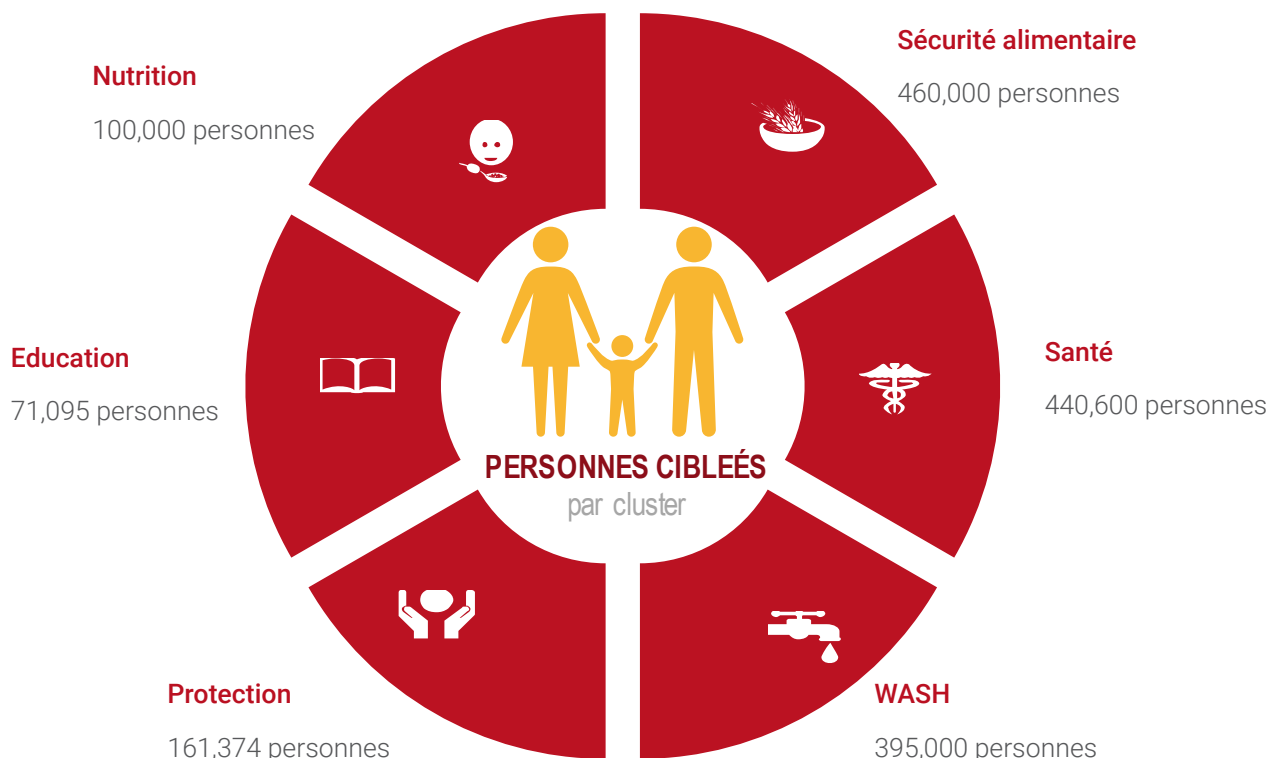 Nutrition
100,000 personnes
Sécurité alimentaire
460,000 personnes
Education
71,095 personnes
Santé
440,600 personnes
PERSONNES CIBLEÉS
par cluster
Protection
161,374 personnes
WASH
395,000 personnes